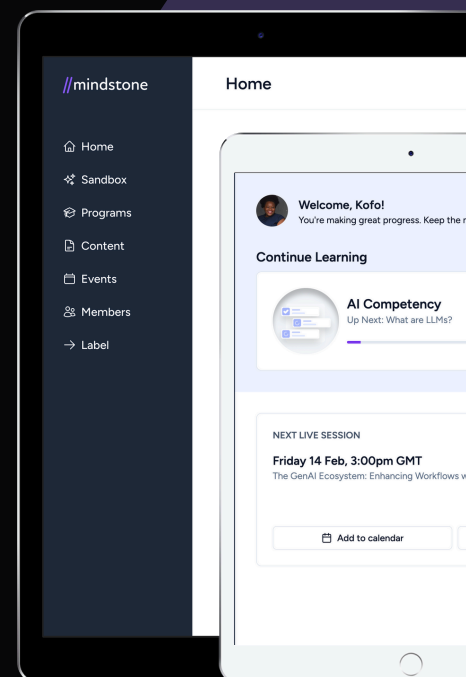 //mindstone
Home
Home
Sandbox
Programs
Content
Events
Members
Label
Welcome, Kofo!
You're making great progress. Keep the
Continue Learning
AI Competency
Up Next: What are LLMs?
NEXT LIVE SESSION
Friday 14 Feb, 3:00pm GMT
The GenAI Ecosystem: Enhancing Workflows
Add to calendar